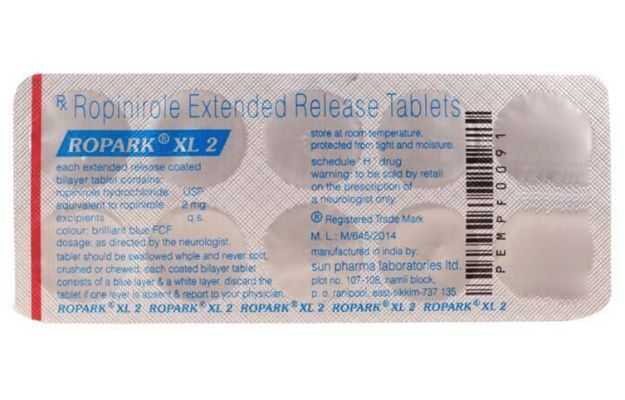 Rx Ropinirole Extended Release Tablets
ROPARK® XL 2
each extended release coated
bilayer tablet contains:
ropinirole hydrochloride USP
equivalent to ropinirole 2 mg
excipients q.s.
colour: brilliant blue FCF
dosage: as directed by the neurologist.
tablet should be swallowed whole and never split,
crushed or chewed. each coated bilayer tablet
consists of a blue layer & a white layer. discard the
tablet if one layer is absent & report to your physician.
store at room temperature,
protected from light and moisture.
schedule 'H' drug
warning: to be sold by retail
on the prescription of
a neurologist only.
® Registered Trade Mark
M. L.: M/645/2014
manufactured in india by:
sun pharma laboratories ltd.
plot no. 107-108, namli block,
p. o. ranipool, east-sikkim-737 135
PEMPF0091
ROPARK® XL 2 ROPARK® XL 2 ROPARK® XL 2 ROPARK® XL 2 ROPARK® XL 2